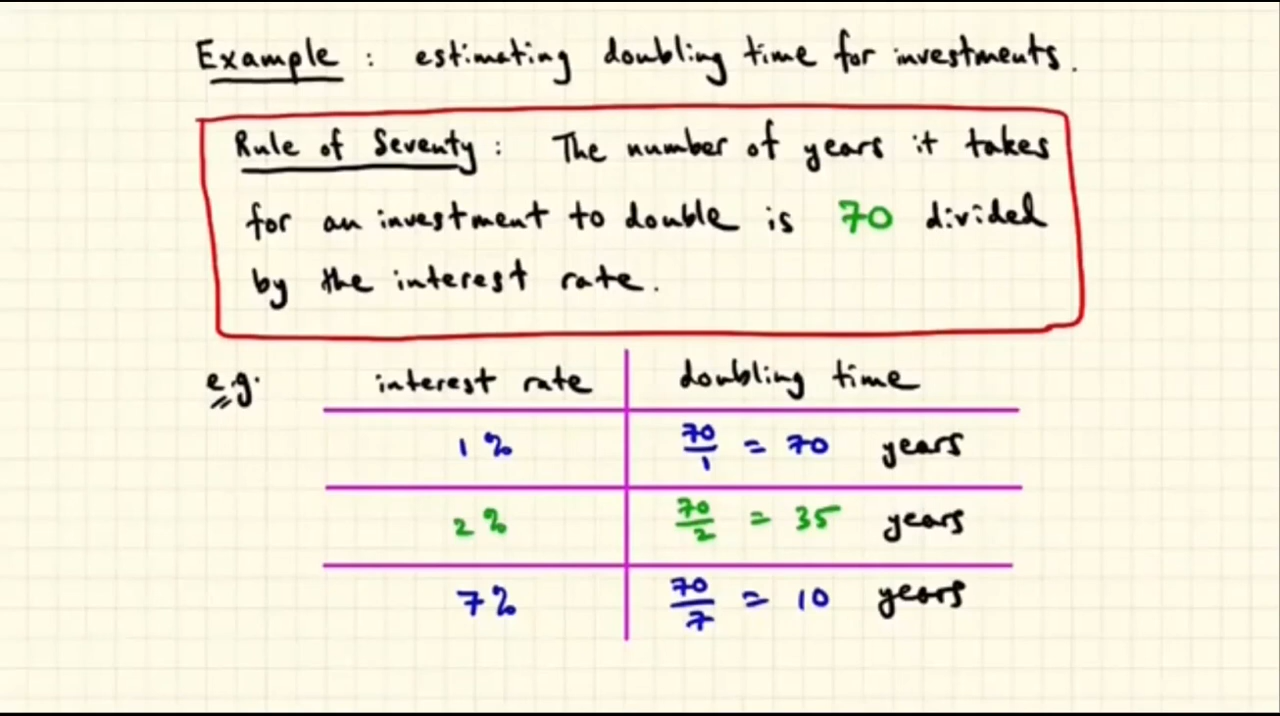 Example : estimating doubling time for investments.
Rule of Seventy : The number of years it takes
for an investment to double is 70 divided
by the interest rate.
e.g. interest rate doubling time
1% 70/1 = 70 years
2% 70/2 = 35 years
7% 70/7 = 10 years